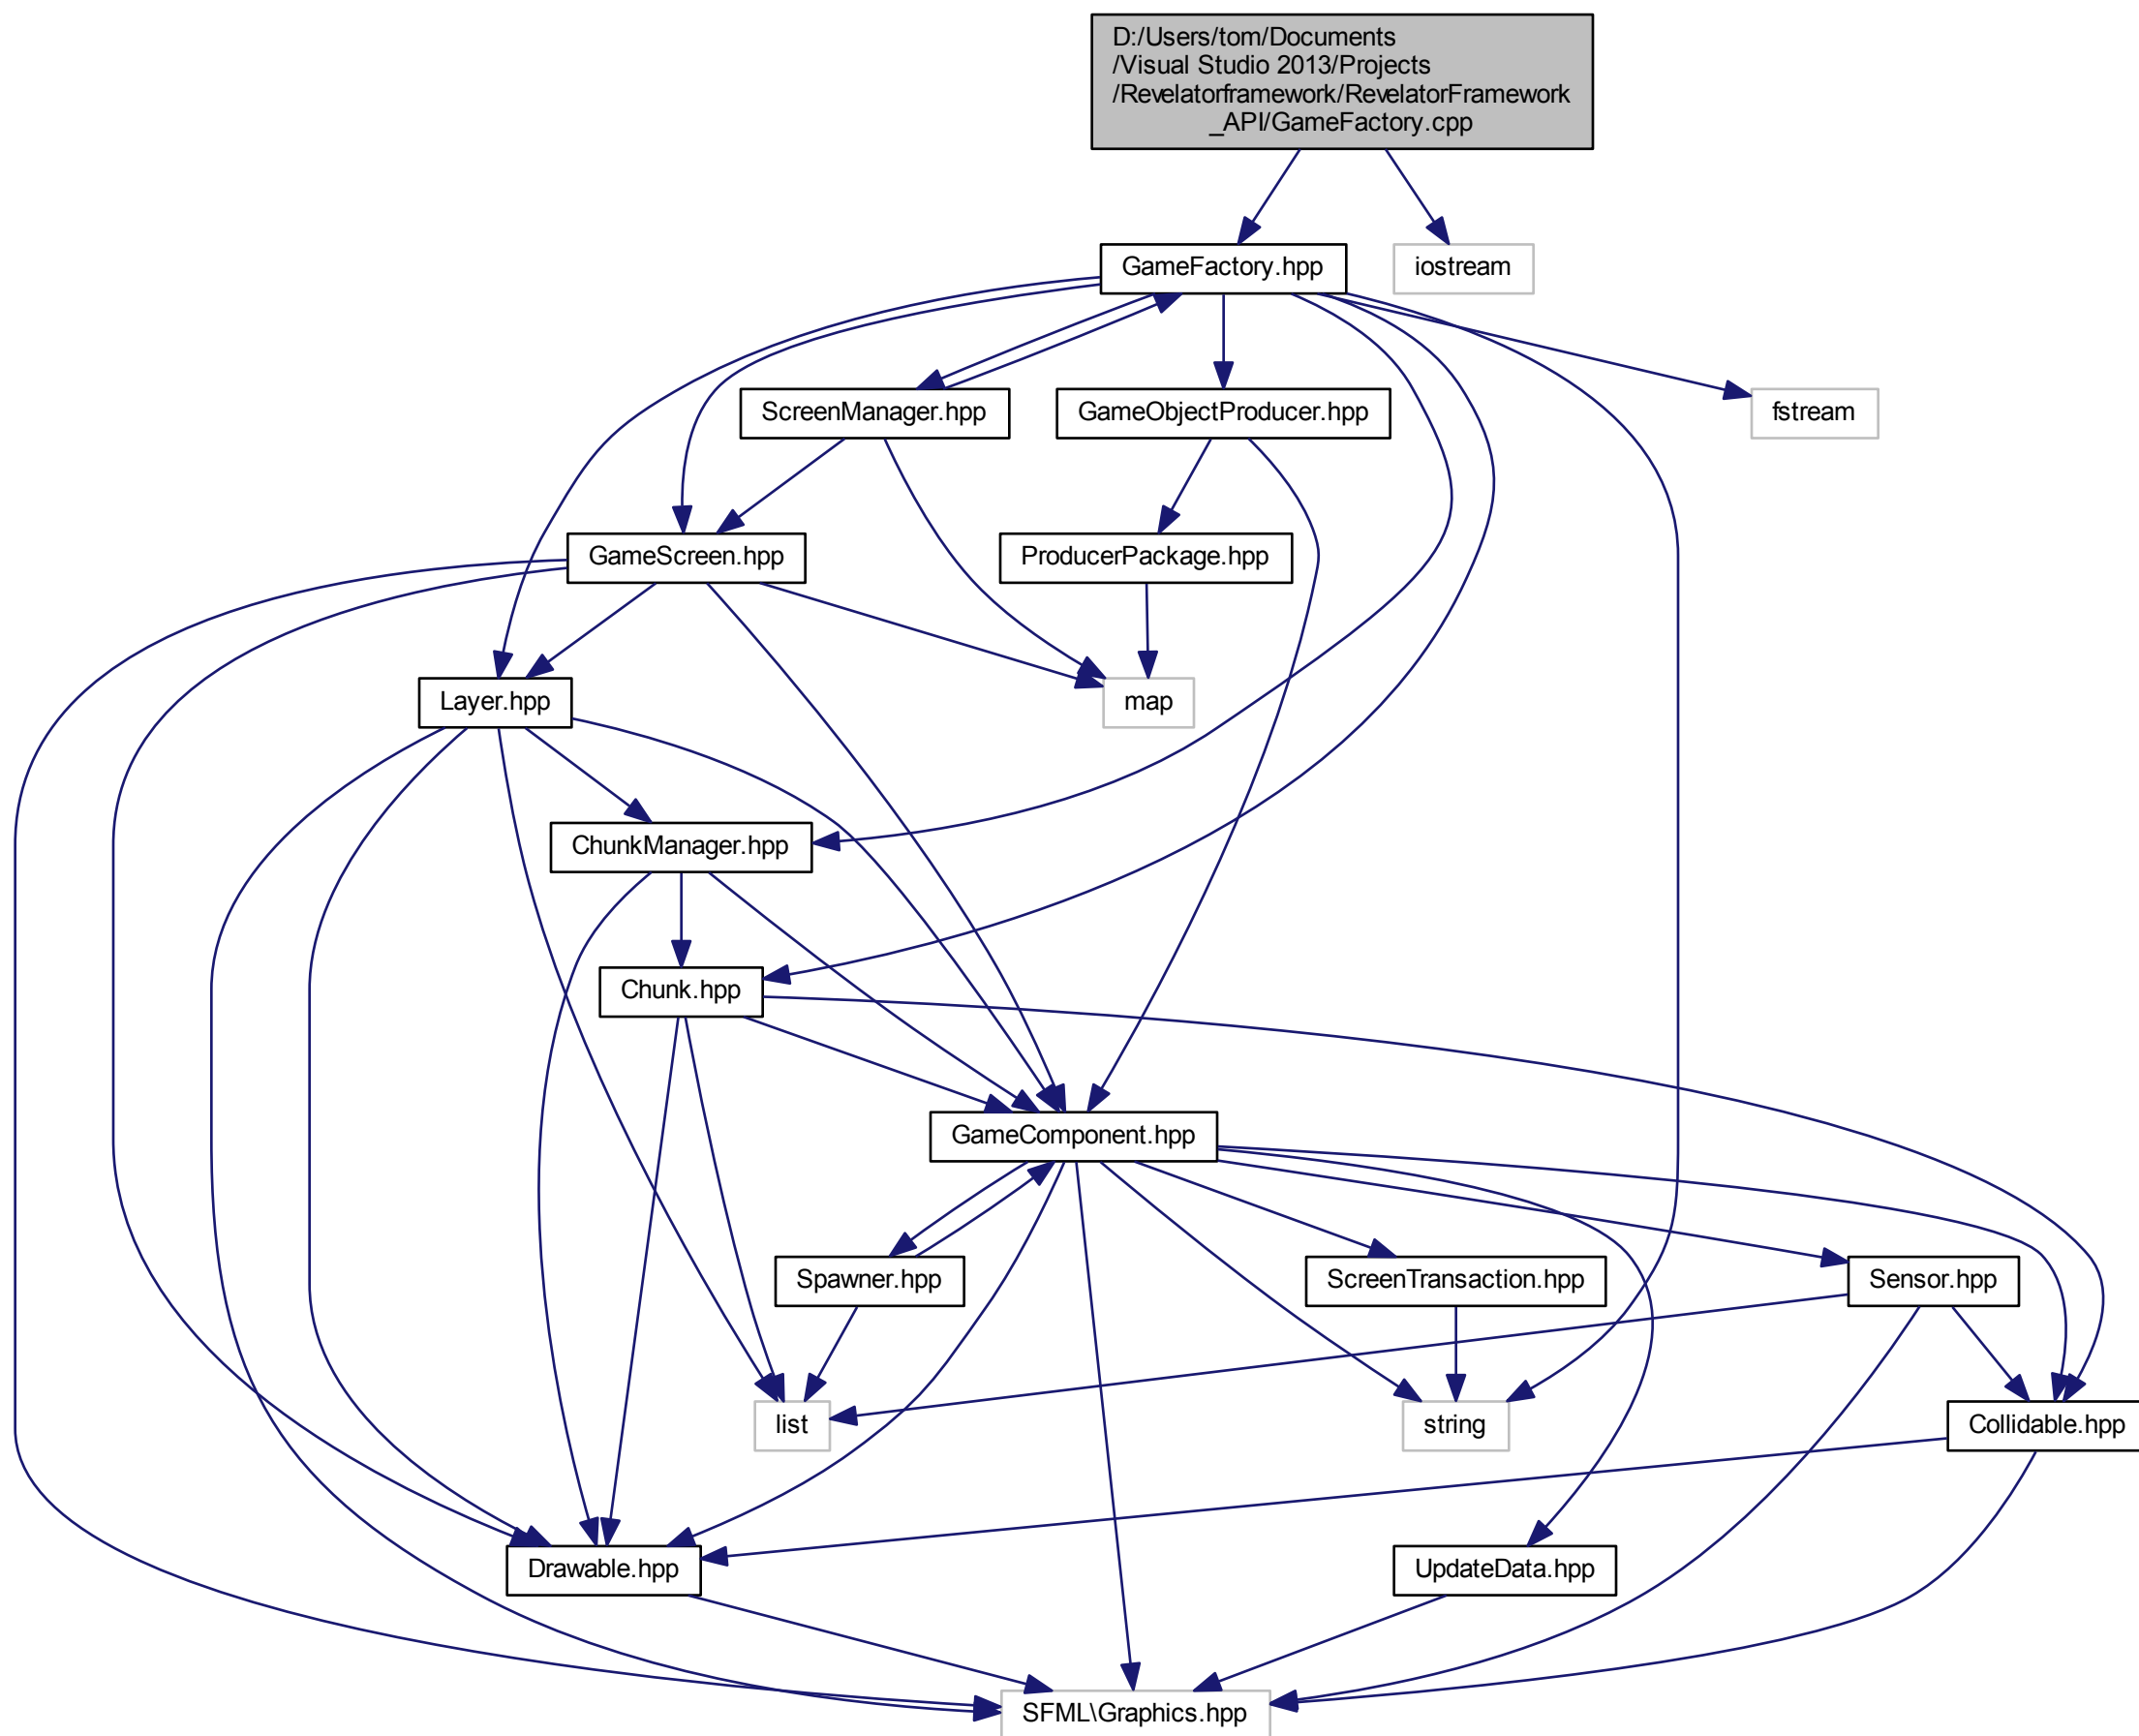 D:/Users/tom/Documents
/Visual Studio 2013/Projects
/Revelatorframework/RevelatorFramework
_API/GameFactory.cpp
GameFactory.hpp
iostream
ScreenManager.hpp
GameObjectProducer.hpp
fstream
GameScreen.hpp
ProducerPackage.hpp
Layer.hpp
map
ChunkManager.hpp
Chunk.hpp
GameComponent.hpp
Spawner.hpp
ScreenTransaction.hpp
Sensor.hpp
list
string
Collidable.hpp
Drawable.hpp
UpdateData.hpp
SFML\Graphics.hpp